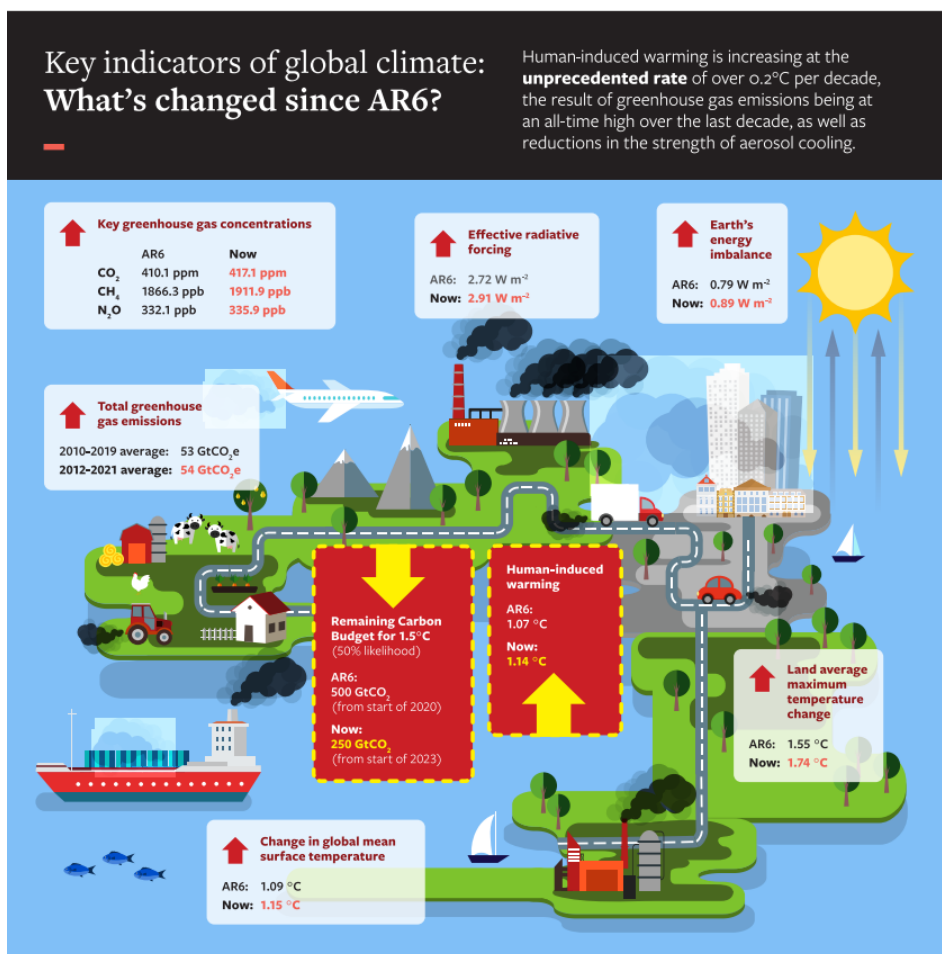 Key indicators of global climate:
What's changed since AR6?
Human-induced warming is increasing at the
unprecedented rate of over 0.2°C per decade,
the result of greenhouse gas emissions being at
an all-time high over the last decade, as well as
reductions in the strength of aerosol cooling.
Key greenhouse gas concentrations
AR6 Now
CO₂ 410.1 ppm 417.1 ppm
CH₄ 1866.3 ppb 1911.9 ppb
N₂O 332.1 ppb 335.9 ppb
Effective radiative
forcing
AR6: 2.72 W m⁻²
Now: 2.91 W m⁻²
Earth's
energy
imbalance
AR6: 0.79 W m⁻²
Now: 0.89 W m⁻²
Total greenhouse
gas emissions
2010-2019 average: 53 GtCO₂e
2012-2021 average: 54 GtCO₂e
Remaining Carbon
Budget for 1.5°C
(50% likelihood)
AR6:
500 GtCO₂
(from start of 2020)
Now:
250 GtCO₂
(from start of 2023)
Human-induced
warming
AR6:
1.07 °C
Now:
1.14 °C
Land average
maximum
temperature
change
AR6: 1.55 °C
Now: 1.74 °C
Change in global mean
surface temperature
AR6: 1.09 °C
Now: 1.15 °C